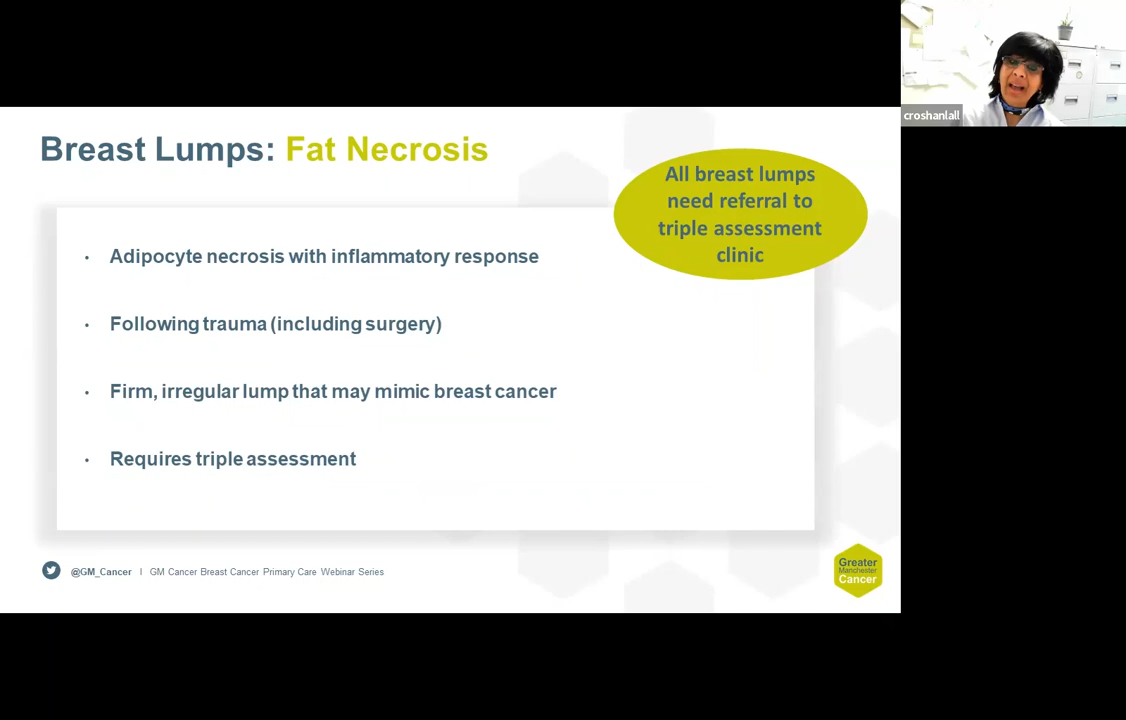 croshanlall
Breast Lumps: Fat Necrosis
All breast lumps
need referral to
triple assessment
clinic
• Adipocyte necrosis with inflammatory response
• Following trauma (including surgery)
• Firm, irregular lump that may mimic breast cancer
• Requires triple assessment
@GM_Cancer I GM Cancer Breast Cancer Primary Care Webinar Series
Greater
Manchester
Cancer